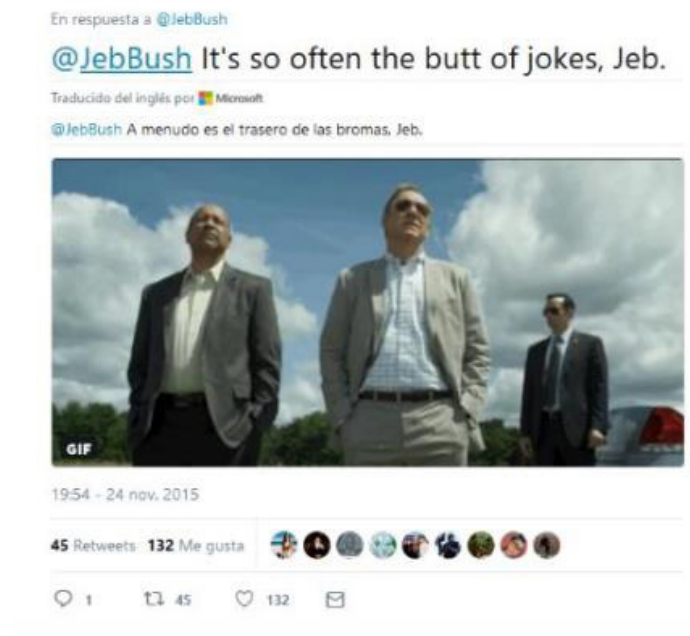 En respuesta a @JebBush
@JebBush It's so often the butt of jokes, Jeb.
Traducido del inglés por Microsoft
@JebBush A menudo es el trasero de las bromas, Jeb.
GIF
19:54 - 24 nov. 2015
45 Retweets 132 Me gusta
1 45 132